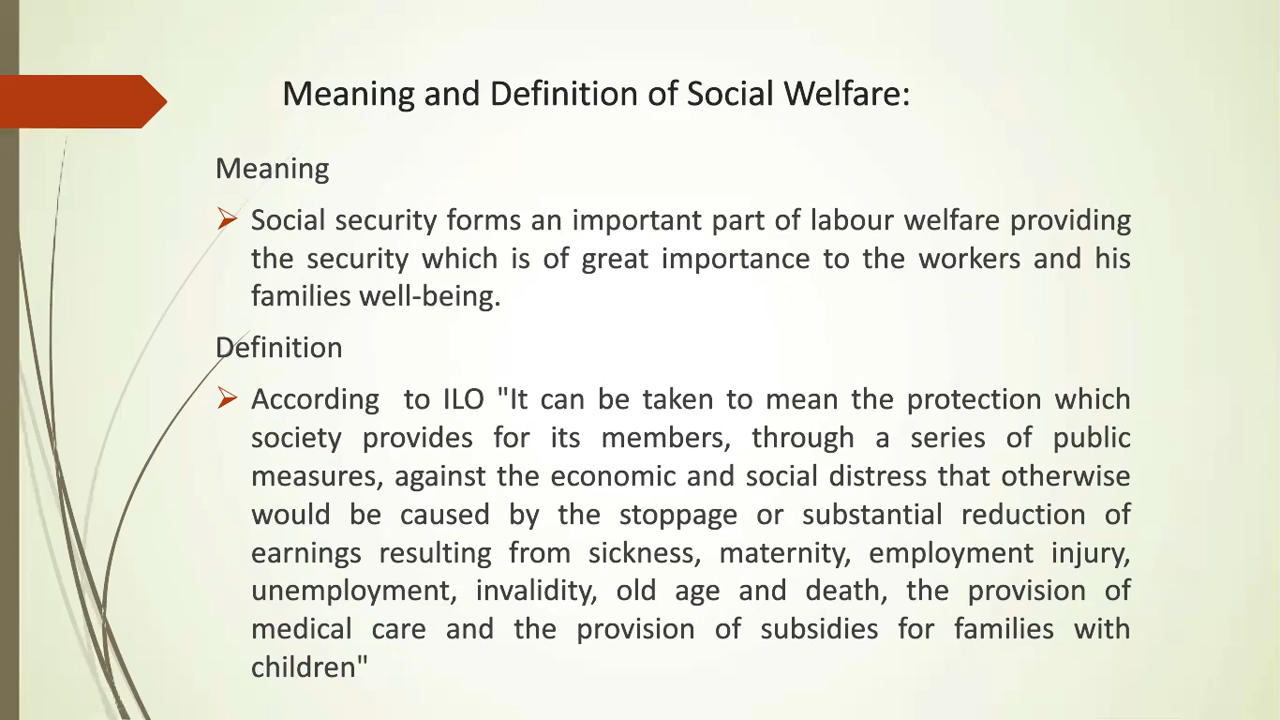 Meaning and Definition of Social Welfare:
Meaning
Social security forms an important part of labour welfare providing
the security which is of great importance to the workers and his
families well-being.
Definition
According to ILO "It can be taken to mean the protection which
society provides for its members, through a series of public
measures, against the economic and social distress that otherwise
would be caused by the stoppage or substantial reduction of
earnings resulting from sickness, maternity, employment injury,
unemployment, invalidity, old age and death, the provision of
medical care and the provision of subsidies for families with
children"